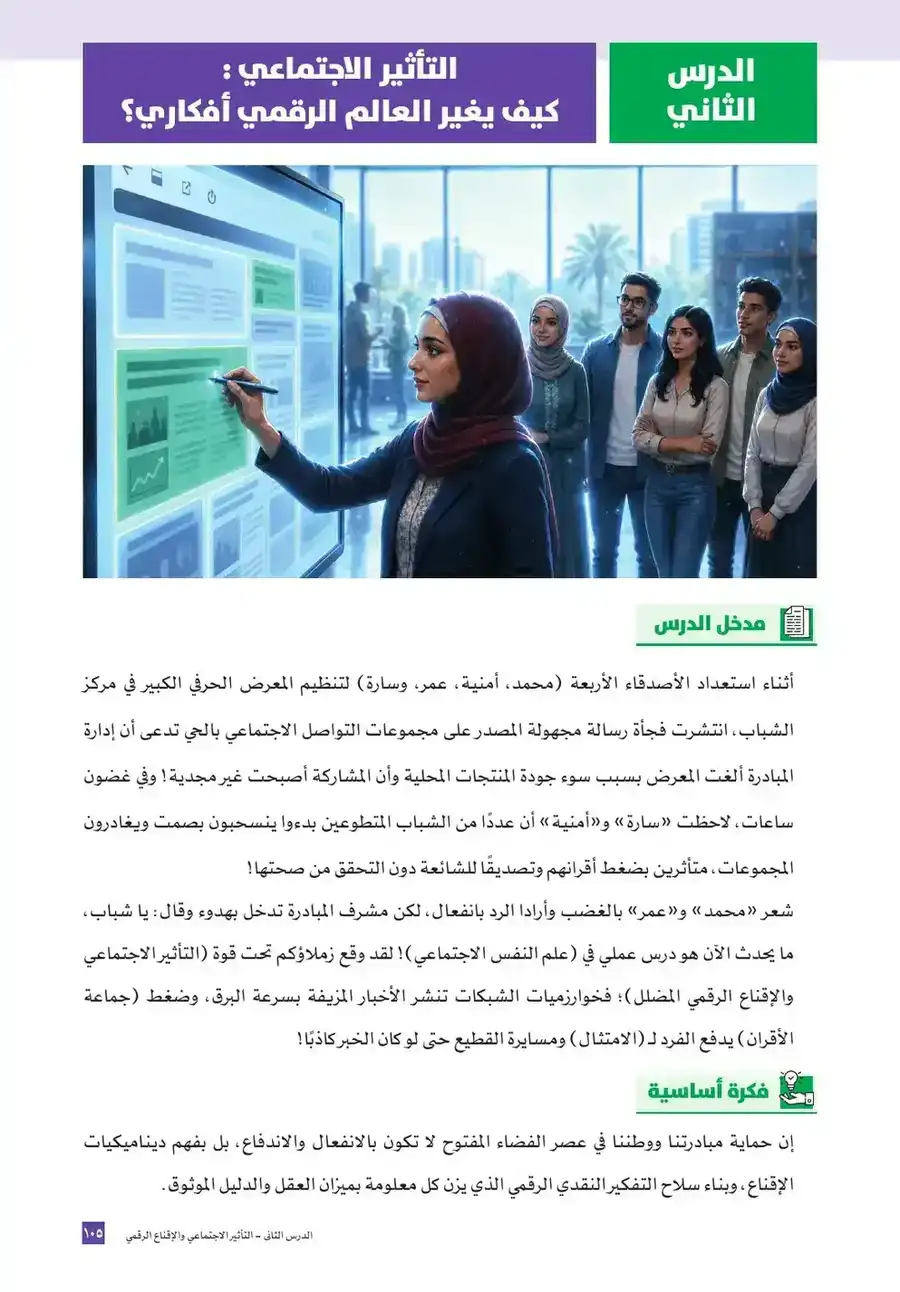 الدرس
الثاني
التأثير الاجتماعي :
كيف يغير العالم الرقمي أفكاري؟
مدخل الدرس
أثناء استعداد الأصدقاء الأربعة (محمد، أمنية، عمر، وسارة) لتنظيم المعرض الحرفي الكبير في مركز
الشباب، انتشرت فجأة رسالة مجهولة المصدر على مجموعات التواصل الاجتماعي بالحي تدعى أن إدارة
المبادرة ألغت المعرض بسبب سوء جودة المنتجات المحلية وأن المشاركة أصبحت غير مجدية! وفي غضون
ساعات، لاحظت «سارة» و«أمنية» أن عددًا من الشباب المتطوعين بدءوا ينسحبون بصمت ويغادرون
المجموعات، متأثرين بضغط أقرانهم وتصديقًا للشائعة دون التحقق من صحتها!
شعر «محمد» و«عمر» بالغضب وأرادا الرد بانفعال، لكن مشرف المبادرة تدخل بهدوء وقال: يا شباب،
ما يحدث الآن هو درس عملي في (علم النفس الاجتماعي)! لقد وقع زملاؤكم تحت قوة (التأثير الاجتماعي
والإقناع الرقمي المضلل)؛ فخوارزميات الشبكات تنشر الأخبار المزيفة بسرعة البرق، وضغط (جماعة
الأقران) يدفع الفرد لـ (الامتثال) ومسايرة القطيع حتى لو كان الخبر كاذبًا!
فكرة أساسية
إن حماية مبادرتنا ووطننا في عصر الفضاء المفتوح لا تكون بالانفعال والاندفاع، بل بفهم ديناميكيات
الإقناع، وبناء سلاح التفكير النقدي الرقمي الذي يزن كل معلومة بميزان العقل والدليل الموثوق.
الدرس الثانى - التأثير الاجتماعي والإقناع الرقمي
١٠٥